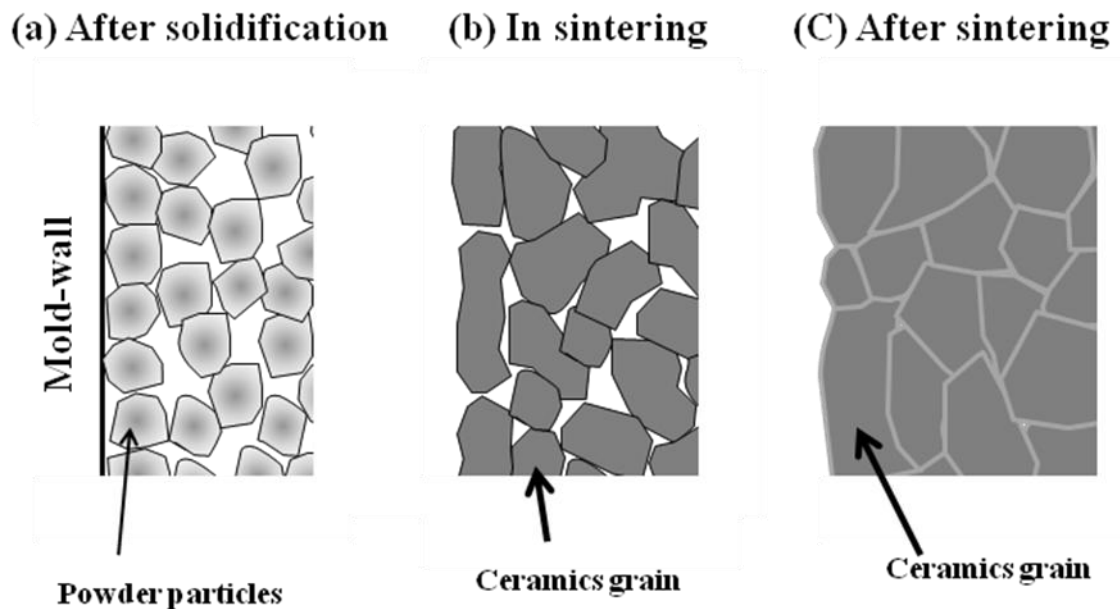 (a) After solidification
(b) In sintering
(C) After sintering
Mold-wall
Powder particles
Ceramics grain
Ceramics grain